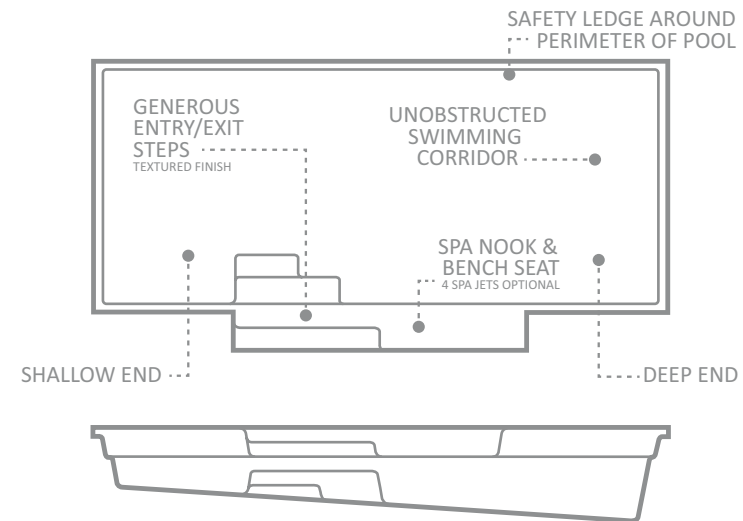 SAFETY LEDGE AROUND
PERIMETER OF POOL
GENEROUS
ENTRY/EXIT
STEPS
TEXTURED FINISH
UNOBSTRUCTED
SWIMMING
CORRIDOR
SPA NOOK &
BENCH SEAT
4 SPA JETS OPTIONAL
SHALLOW END
DEEP END